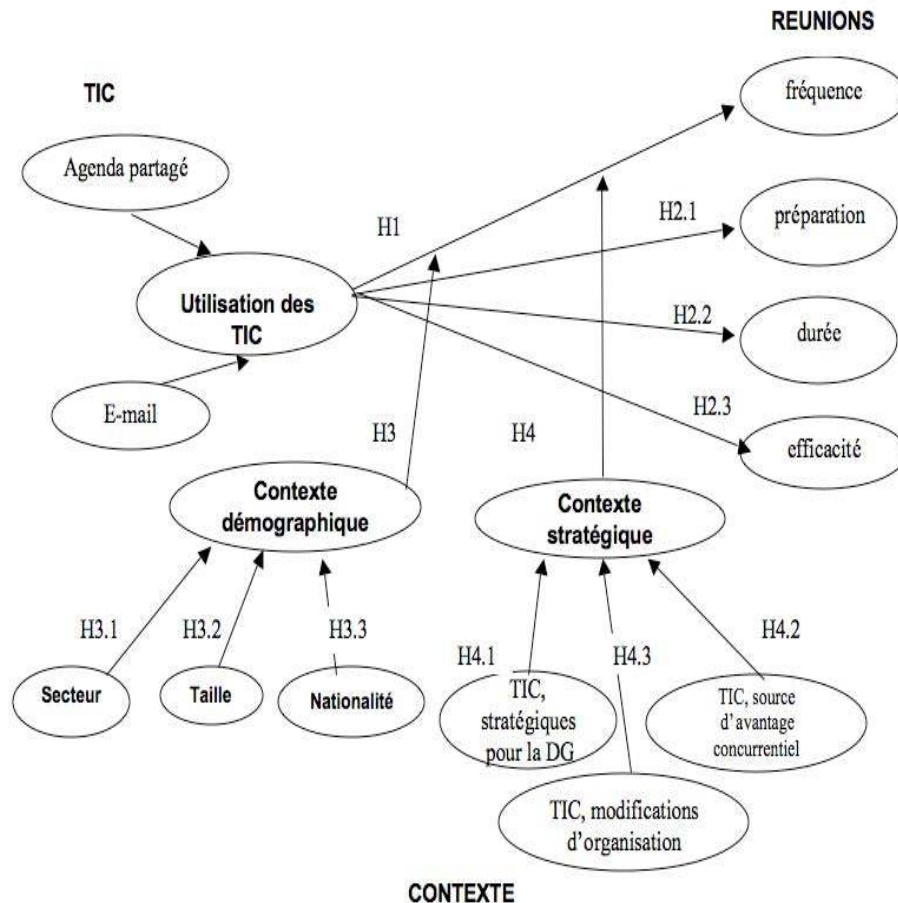 REUNIONS
fréquence
TIC
Agenda partagé
H1
H2.1
préparation
Utilisation des
TIC
H2.2
durée
E-mail
H2.3
H3
H4
efficacité
Contexte
démographique
Contexte
stratégique
H3.1
H3.2
H3.3
H4.1
H4.3
H4.2
Secteur
Taille
Nationalité
TIC,
stratégiques
pour la DG
TIC, source
d'avantage
concurrentiel
TIC, modifications
d'organisation
CONTEXTE